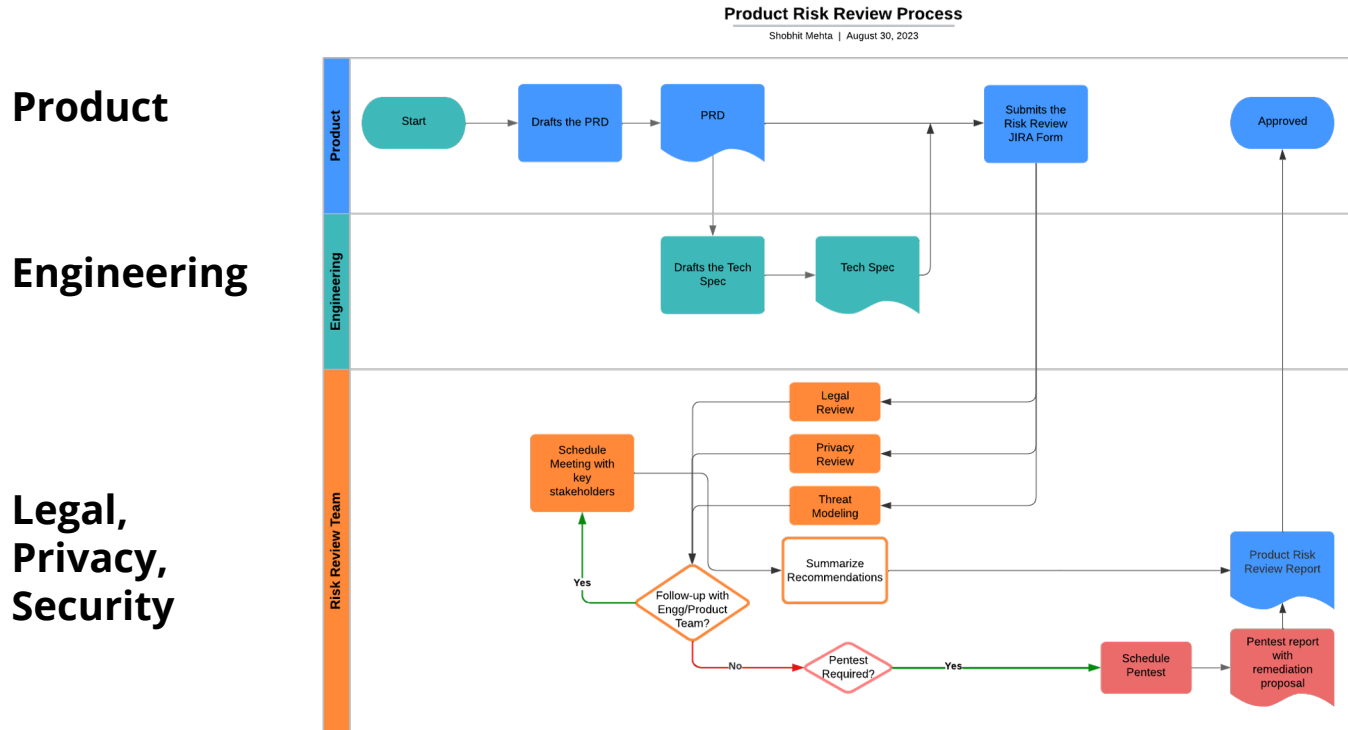 Product Risk Review Process
Shobhit Mehta | August 30, 2023
Product
Product
Start
Drafts the PRD
PRD
Submits the
Risk Review
JIRA Form
Approved
Engineering
Engineering
Drafts the Tech
Spec
Tech Spec
Legal,
Privacy,
Security
Risk Review Team
Legal
Review
Privacy
Review
Threat
Modeling
Schedule
Meeting with
key
stakeholders
Summarize
Recommendations
Product Risk
Review Report
Yes
Follow-up with
Engg/Product
Team?
No
Pentest
Required?
Yes
Schedule
Pentest
Pentest report
with
remediation
proposal